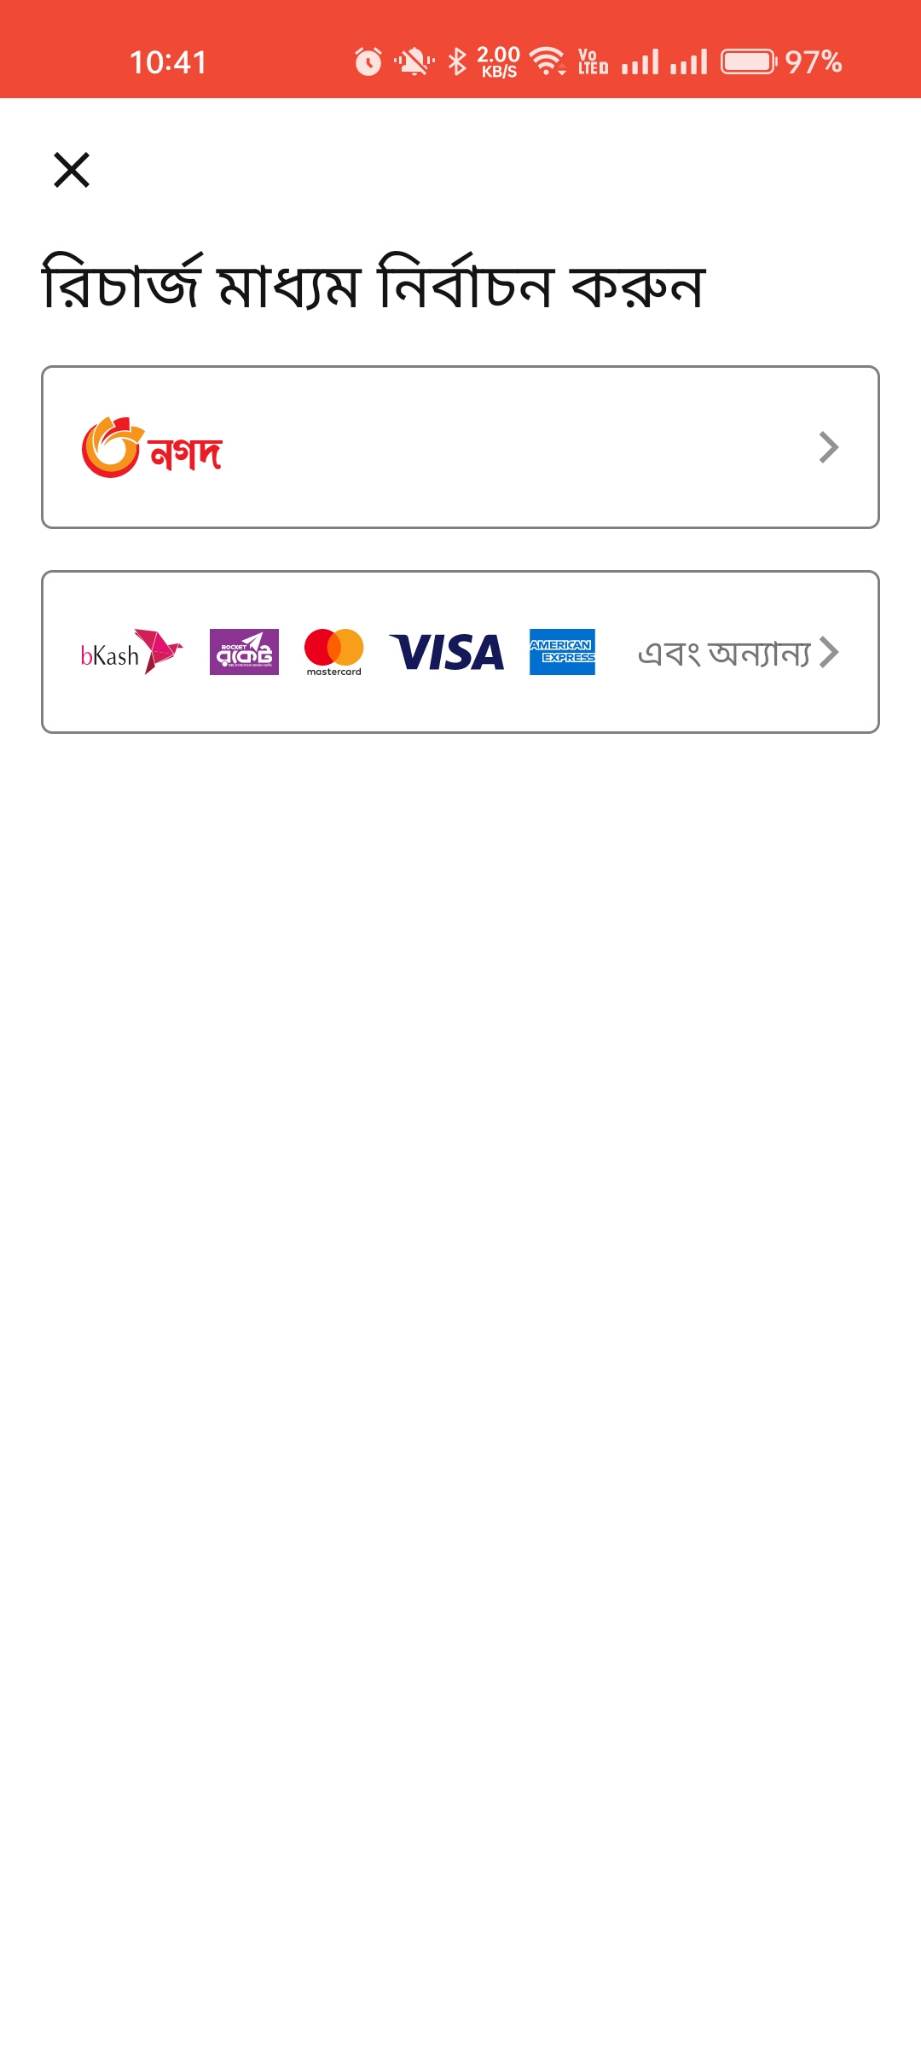 10:41 2.00 KB/S Vo LTED 97%
রিচার্জ মাধ্যম নির্বাচন করুন
নগদ
bKash ROCKET রকেট mastercard VISA AMERICAN EXPRESS এবং অন্যান্য